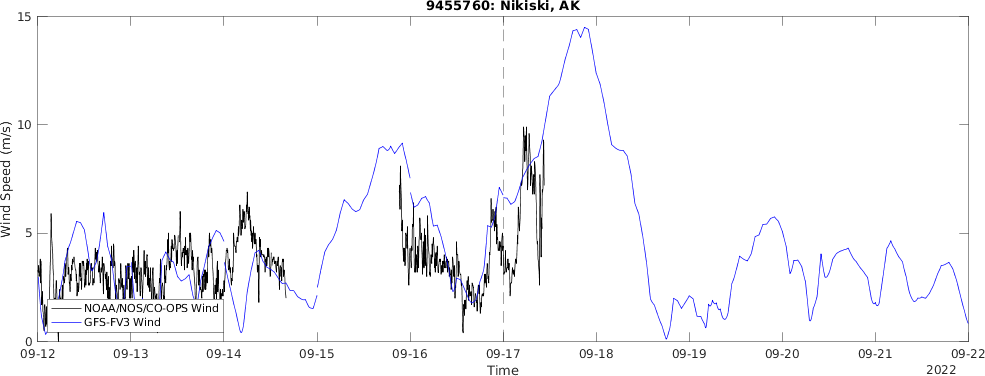 9455760: Nikiski, AK
Wind Speed (m/s)
15
10
5
0
NOAA/NOS/CO-OPS Wind
GFS-FV3 Wind
09-12 09-13 09-14 09-15 09-16 09-17 09-18 09-19 09-20 09-21 09-22
Time
2022